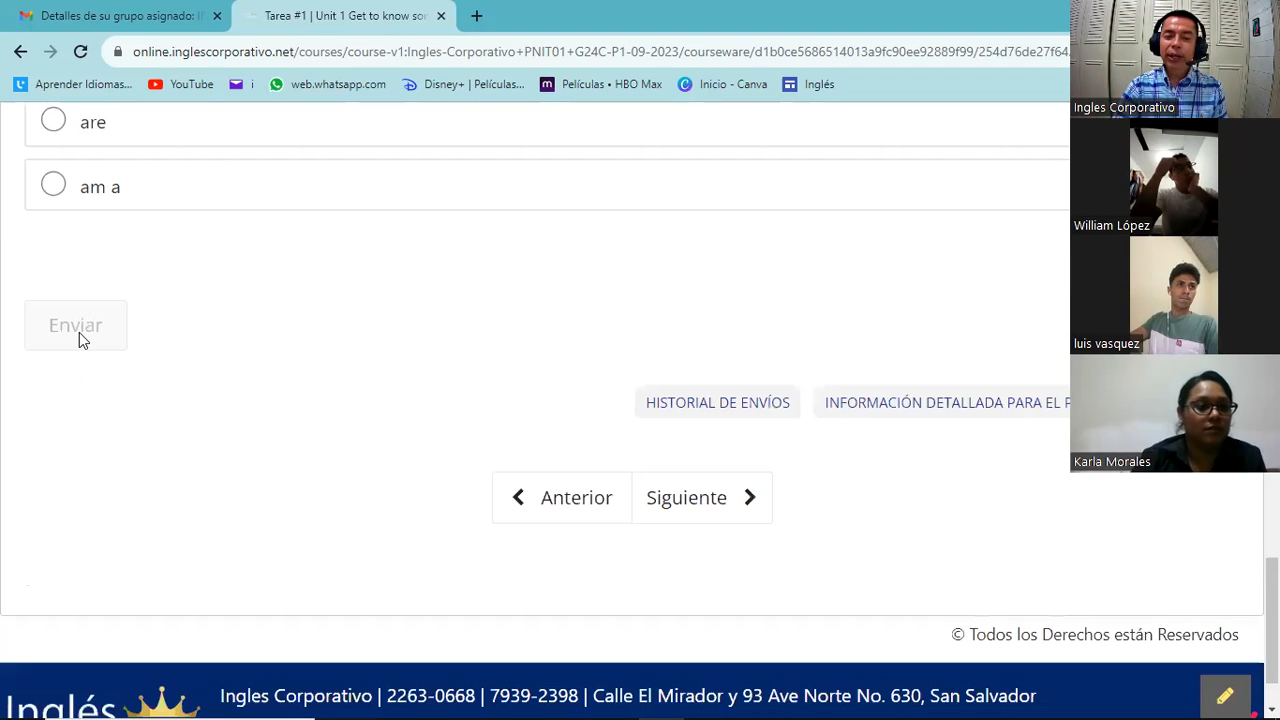 Detalles de su grupo asignado: I
Tarea #1 | Unit 1 Get to know so
online.inglescorporativo.net/courses/course-v1:Ingles-Corporativo+PNIT01+G24C-P1-09-2023/courseware/d1b0ce5686514013a9fc90ee92889f99/254d76de27f64
Aprender Idiomas...
YouTube
web.whatsapp.com
Películas • HBO Max
Inicio - Canva
Inglés
are
am a
Enviar
HISTORIAL DE ENVÍOS
INFORMACIÓN DETALLADA PARA EL P
Anterior
Siguiente
© Todos los Derechos están Reservados
Inglés
Ingles Corporativo | 2263-0668 | 7939-2398 | Calle El Mirador y 93 Ave Norte No. 630, San Salvador
Ingles Corporativo
William López
luis vasquez
Karla Morales